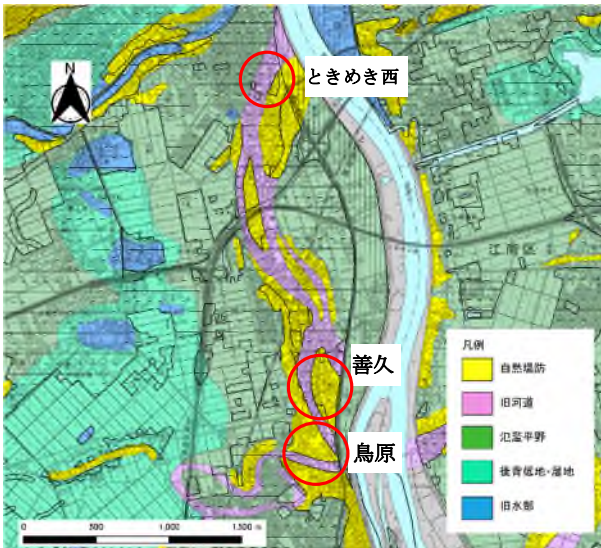 N
ときめき西
江南区
善久
鳥原
凡例
自然堤防
旧河道
氾濫平野
後背低地・湿地
旧水部
0 500 1,000 1,500 m